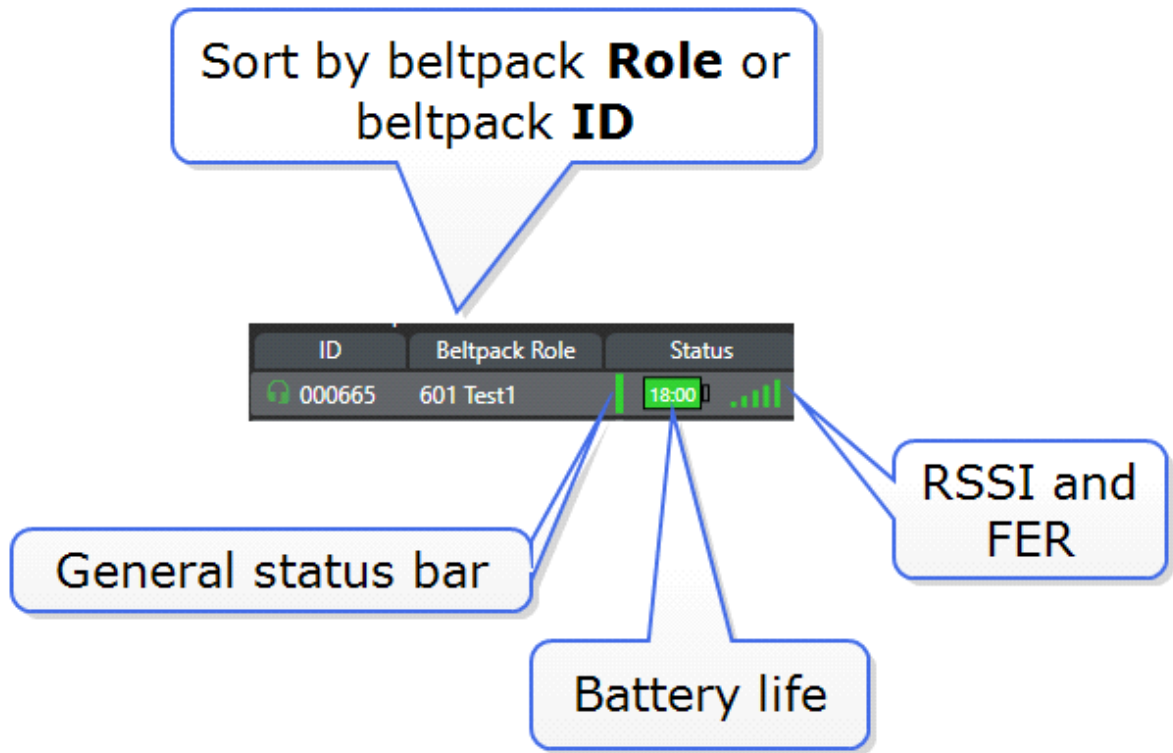 Sort by beltpack Role or
beltpack ID
ID Beltpack Role Status
000665 601 Test1 18:00
RSSI and
FER
General status bar
Battery life